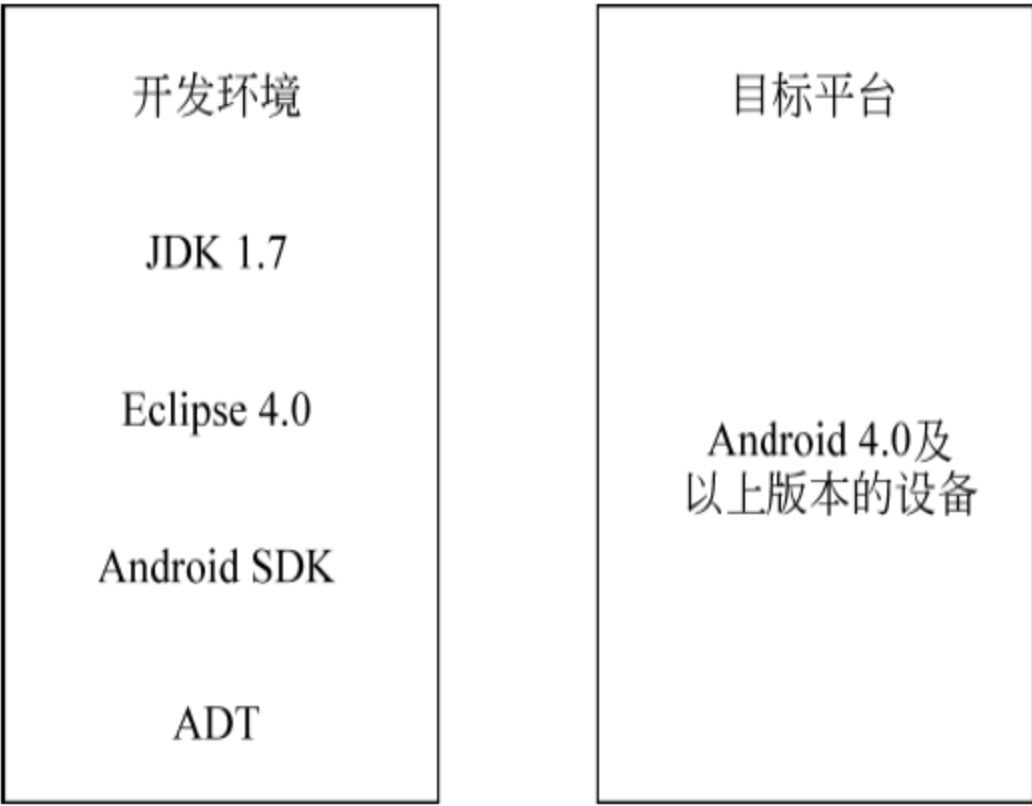 开发环境
JDK 1.7
Eclipse 4.0
Android SDK
ADT
目标平台
Android 4.0及
以上版本的设备